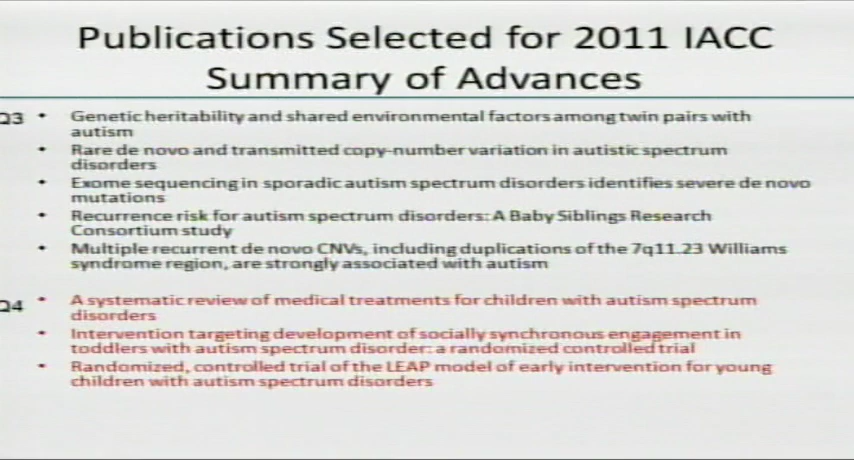 Publications Selected for 2011 IACC
Summary of Advances
Q3
• Genetic heritability and shared environmental factors among twin pairs with
autism
• Rare de novo and transmitted copy-number variation in autistic spectrum
disorders
• Exome sequencing in sporadic autism spectrum disorders identifies severe de novo
mutations
• Recurrence risk for autism spectrum disorders: A Baby Siblings Research
Consortium study
• Multiple recurrent de novo CNVs, including duplications of the 7q11.23 Williams
syndrome region, are strongly associated with autism
Q4
• A systematic review of medical treatments for children with autism spectrum
disorders
• Intervention targeting development of socially synchronous engagement in
toddlers with autism spectrum disorder: a randomized controlled trial
• Randomized, controlled trial of the LEAP model of early intervention for young
children with autism spectrum disorders